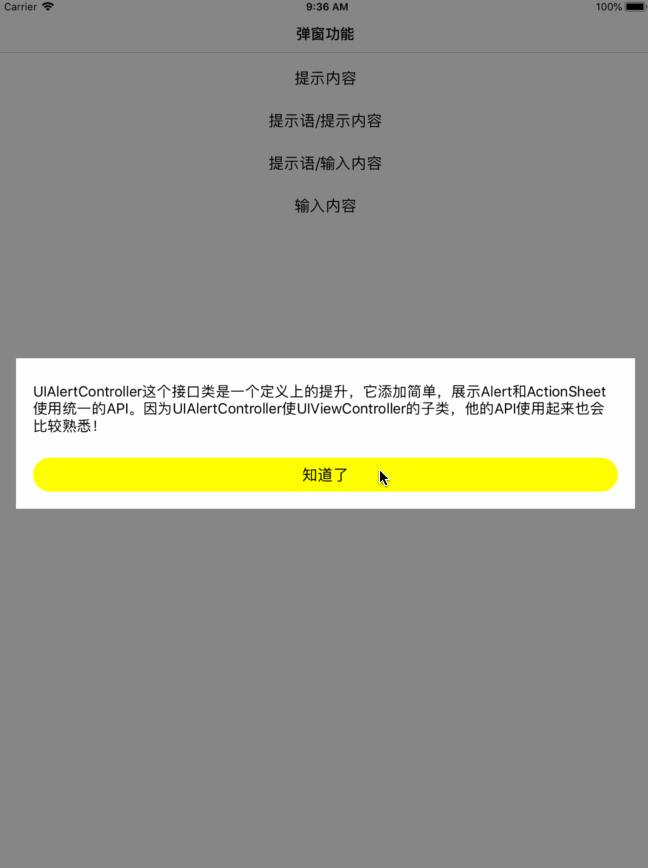 Carrier 9:36 AM 100%
弹窗功能
提示内容
提示语/提示内容
提示语/输入内容
输入内容
UIAlertController这个接口类是一个定义上的提升，它添加简单，展示Alert和ActionSheet
使用统一的API。因为UIAlertController使UIViewController的子类，他的API使用起来也会
比较熟悉！
知道了